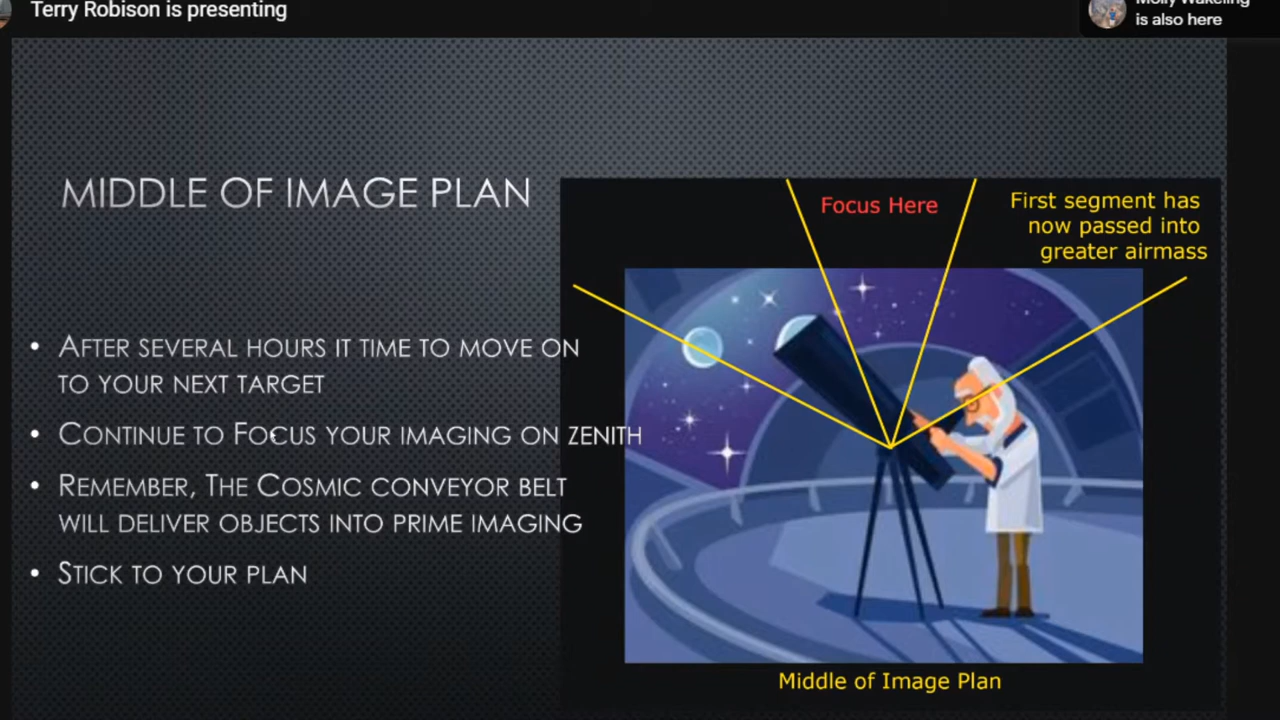 Terry Robison is presenting
is also here
MIDDLE OF IMAGE PLAN
AFTER SEVERAL HOURS IT TIME TO MOVE ON
TO YOUR NEXT TARGET
CONTINUE TO FOCUS YOUR IMAGING ON ZENITH
REMEMBER, THE COSMIC CONVEYOR BELT
WILL DELIVER OBJECTS INTO PRIME IMAGING
STICK TO YOUR PLAN
Focus Here
First segment has
now passed into
greater airmass
Middle of Image Plan